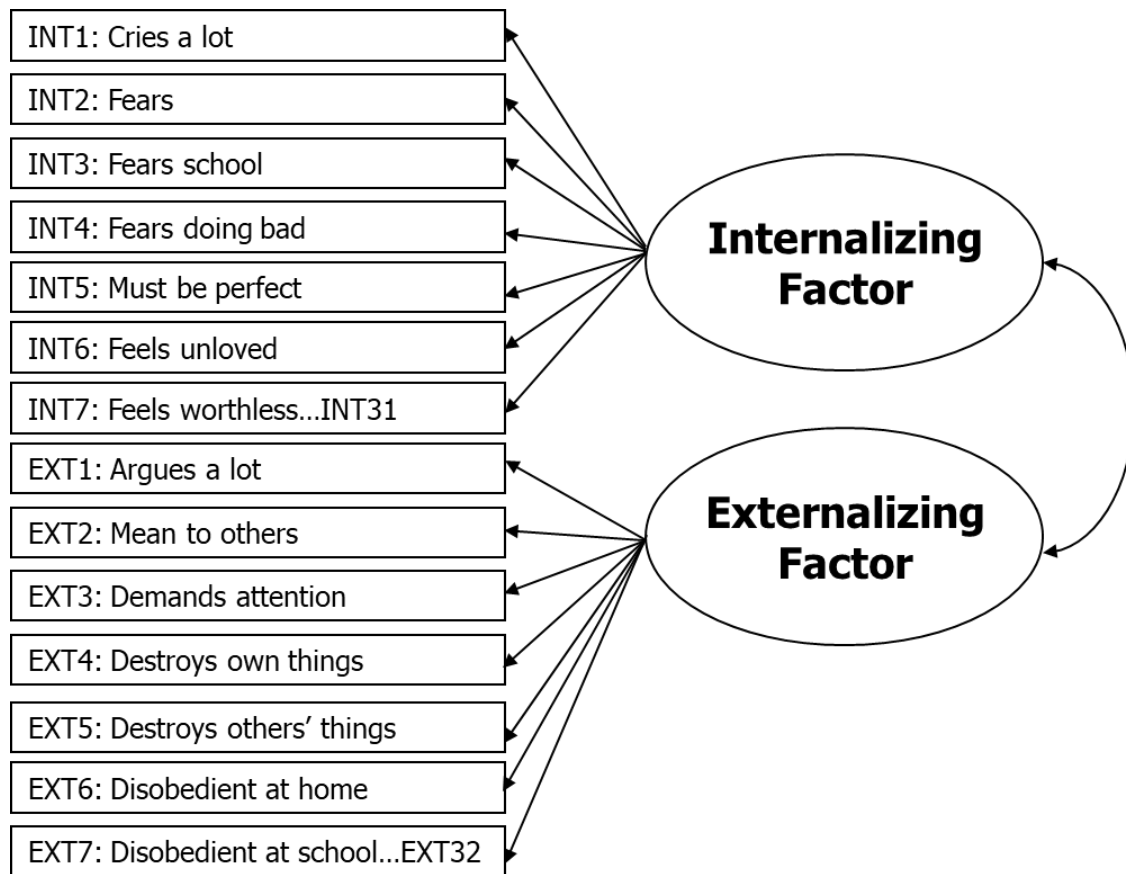 INT1: Cries a lot
INT2: Fears
INT3: Fears school
INT4: Fears doing bad
INT5: Must be perfect
INT6: Feels unloved
INT7: Feels worthless...INT31
EXT1: Argues a lot
EXT2: Mean to others
EXT3: Demands attention
EXT4: Destroys own things
EXT5: Destroys others’ things
EXT6: Disobedient at home
EXT7: Disobedient at school...EXT32
Internalizing
Factor
Externalizing
Factor